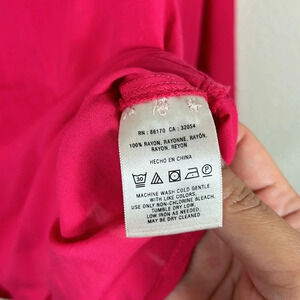 RN : 86170 CA : 32054
100% RAYON, RAYONNE, RAYÓN,
RAYON, REYON
HECHO EN CHINA
30
MACHINE WASH COLD GENTLE
WITH LIKE COLORS.
USE ONLY NON-CHLORINE BLEACH.
TUMBLE DRY LOW.
LOW IRON AS NEEDED.
MAY BE DRY CLEANED